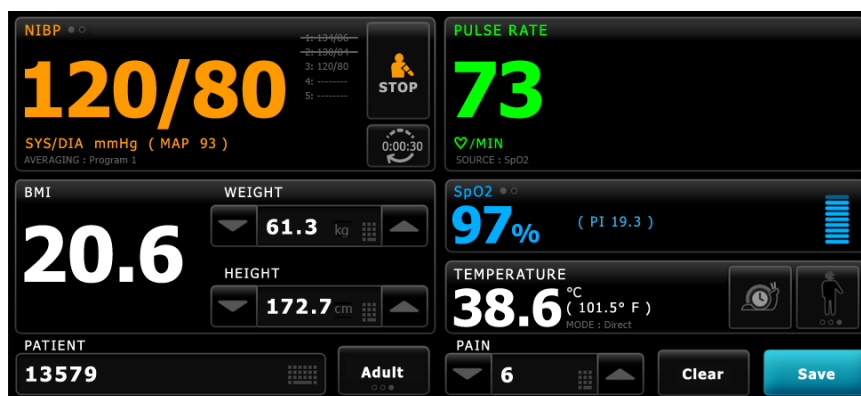 NIBP
1: 134/86
2: 130/84
3: 120/80
4: --------
5: --------
120/80
STOP
SYS/DIA mmHg ( MAP 93 )
AVERAGING : Program 1
0:00:30
PULSE RATE
73
♡/MIN
SOURCE : SpO2
BMI
20.6
WEIGHT
61.3 kg
HEIGHT
172.7 cm
SpO2
97%
( PI 19.3 )
TEMPERATURE
38.6 °C
( 101.5° F )
MODE : Direct
PATIENT
13579
Adult
PAIN
6
Clear
Save